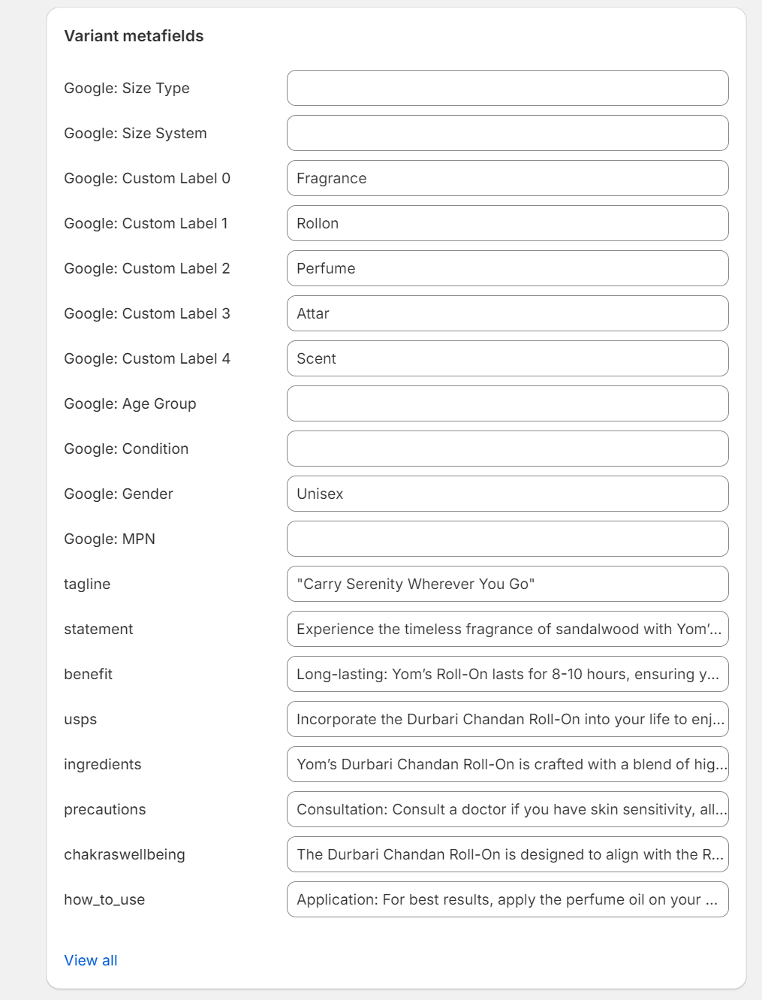 Variant metafields
Google: Size Type
Google: Size System
Google: Custom Label 0 Fragrance
Google: Custom Label 1 Rollon
Google: Custom Label 2 Perfume
Google: Custom Label 3 Attar
Google: Custom Label 4 Scent
Google: Age Group
Google: Condition
Google: Gender Unisex
Google: MPN
tagline "Carry Serenity Wherever You Go"
statement Experience the timeless fragrance of sandalwood with Yom’...
benefit Long-lasting: Yom’s Roll-On lasts for 8-10 hours, ensuring y...
usps Incorporate the Durbari Chandan Roll-On into your life to enj...
ingredients Yom’s Durbari Chandan Roll-On is crafted with a blend of hig...
precautions Consultation: Consult a doctor if you have skin sensitivity, all...
chakraswellbeing The Durbari Chandan Roll-On is designed to align with the R...
how_to_use Application: For best results, apply the perfume oil on your ...
View all